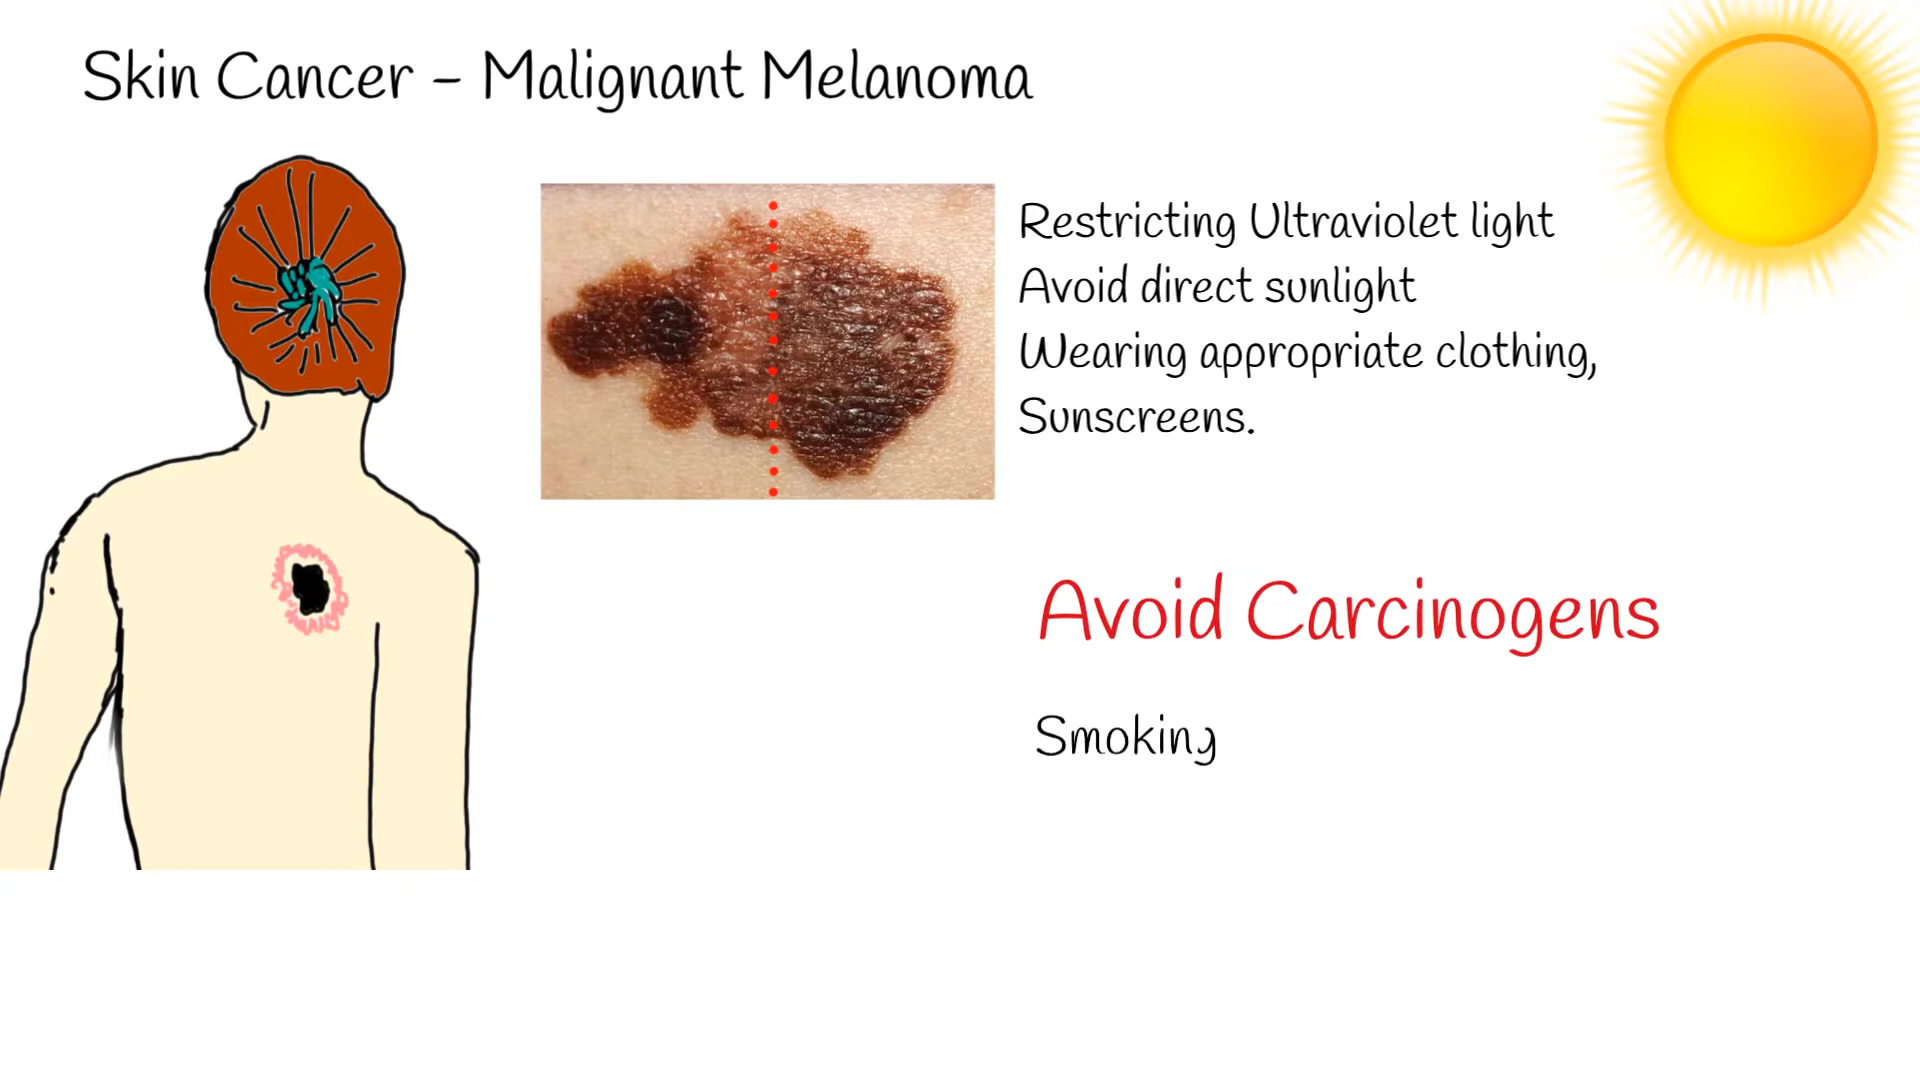 Skin Cancer - Malignant Melanoma
Restricting Ultraviolet light
Avoid direct sunlight
Wearing appropriate clothing,
Sunscreens.
Avoid Carcinogens
Smoking